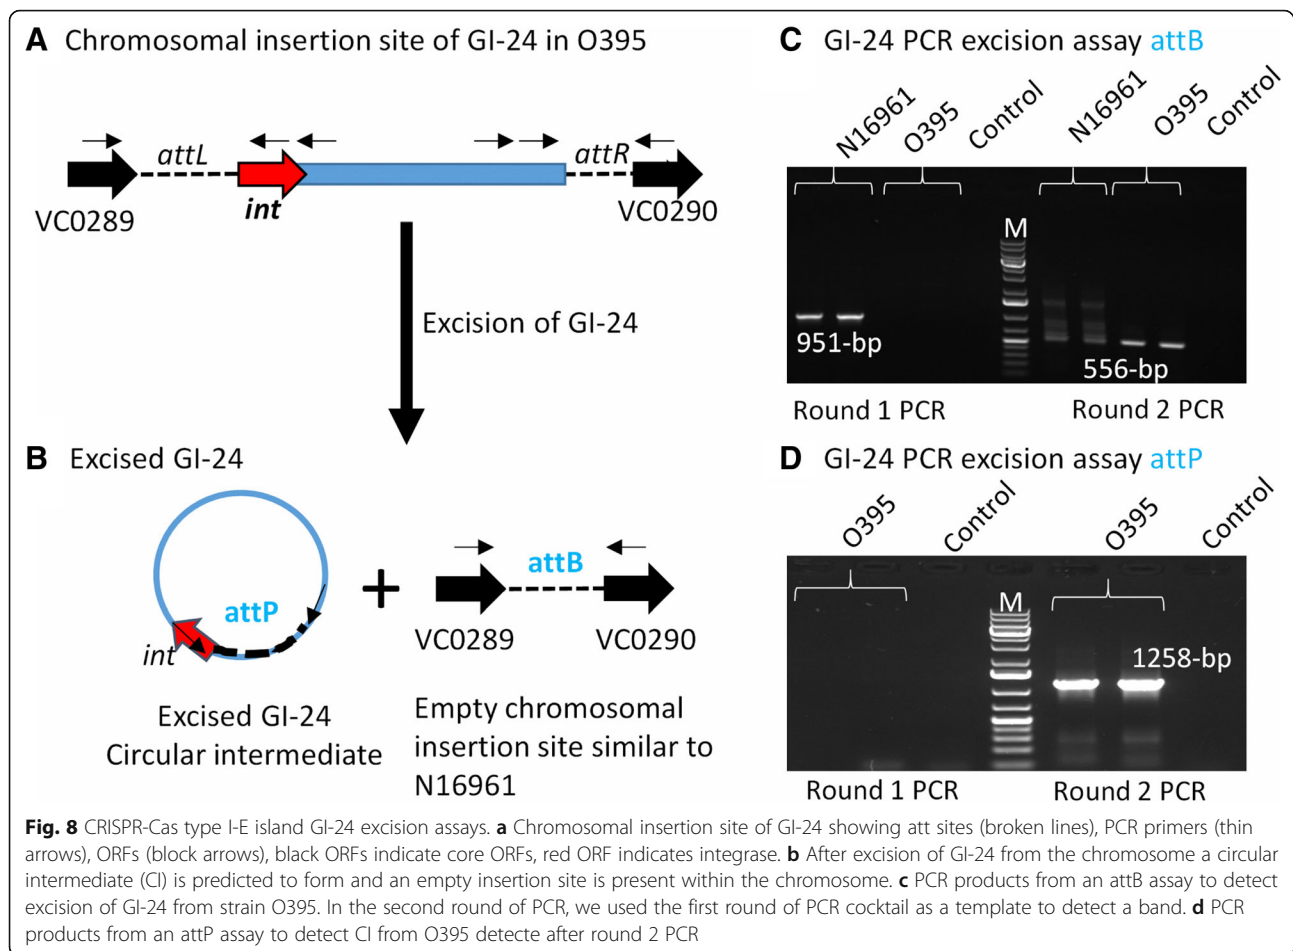 A Chromosomal insertion site of GI-24 in O395
attL
attR
int
VC0289
VC0290
Excision of GI-24
B Excised GI-24
attP
int
attB
VC0289
VC0290
Excised GI-24
Circular intermediate
Empty chromosomal
insertion site similar to
N16961
C GI-24 PCR excision assay attB
N16961
O395
Control
N16961
O395
Control
M
951-bp
556-bp
Round 1 PCR
Round 2 PCR
D GI-24 PCR excision assay attP
O395
Control
O395
Control
M
1258-bp
Round 1 PCR
Round 2 PCR
Fig. 8 CRISPR-Cas type I-E island GI-24 excision assays. a Chromosomal insertion site of GI-24 showing att sites (broken lines), PCR primers (thin
arrows), ORFs (block arrows), black ORFs indicate core ORFs, red ORF indicates integrase. b After excision of GI-24 from the chromosome a circular
intermediate (CI) is predicted to form and an empty insertion site is present within the chromosome. c PCR products from an attB assay to detect
excision of GI-24 from strain O395. In the second round of PCR, we used the first round of PCR cocktail as a template to detect a band. d PCR
products from an attP assay to detect CI from O395 detecte after round 2 PCR